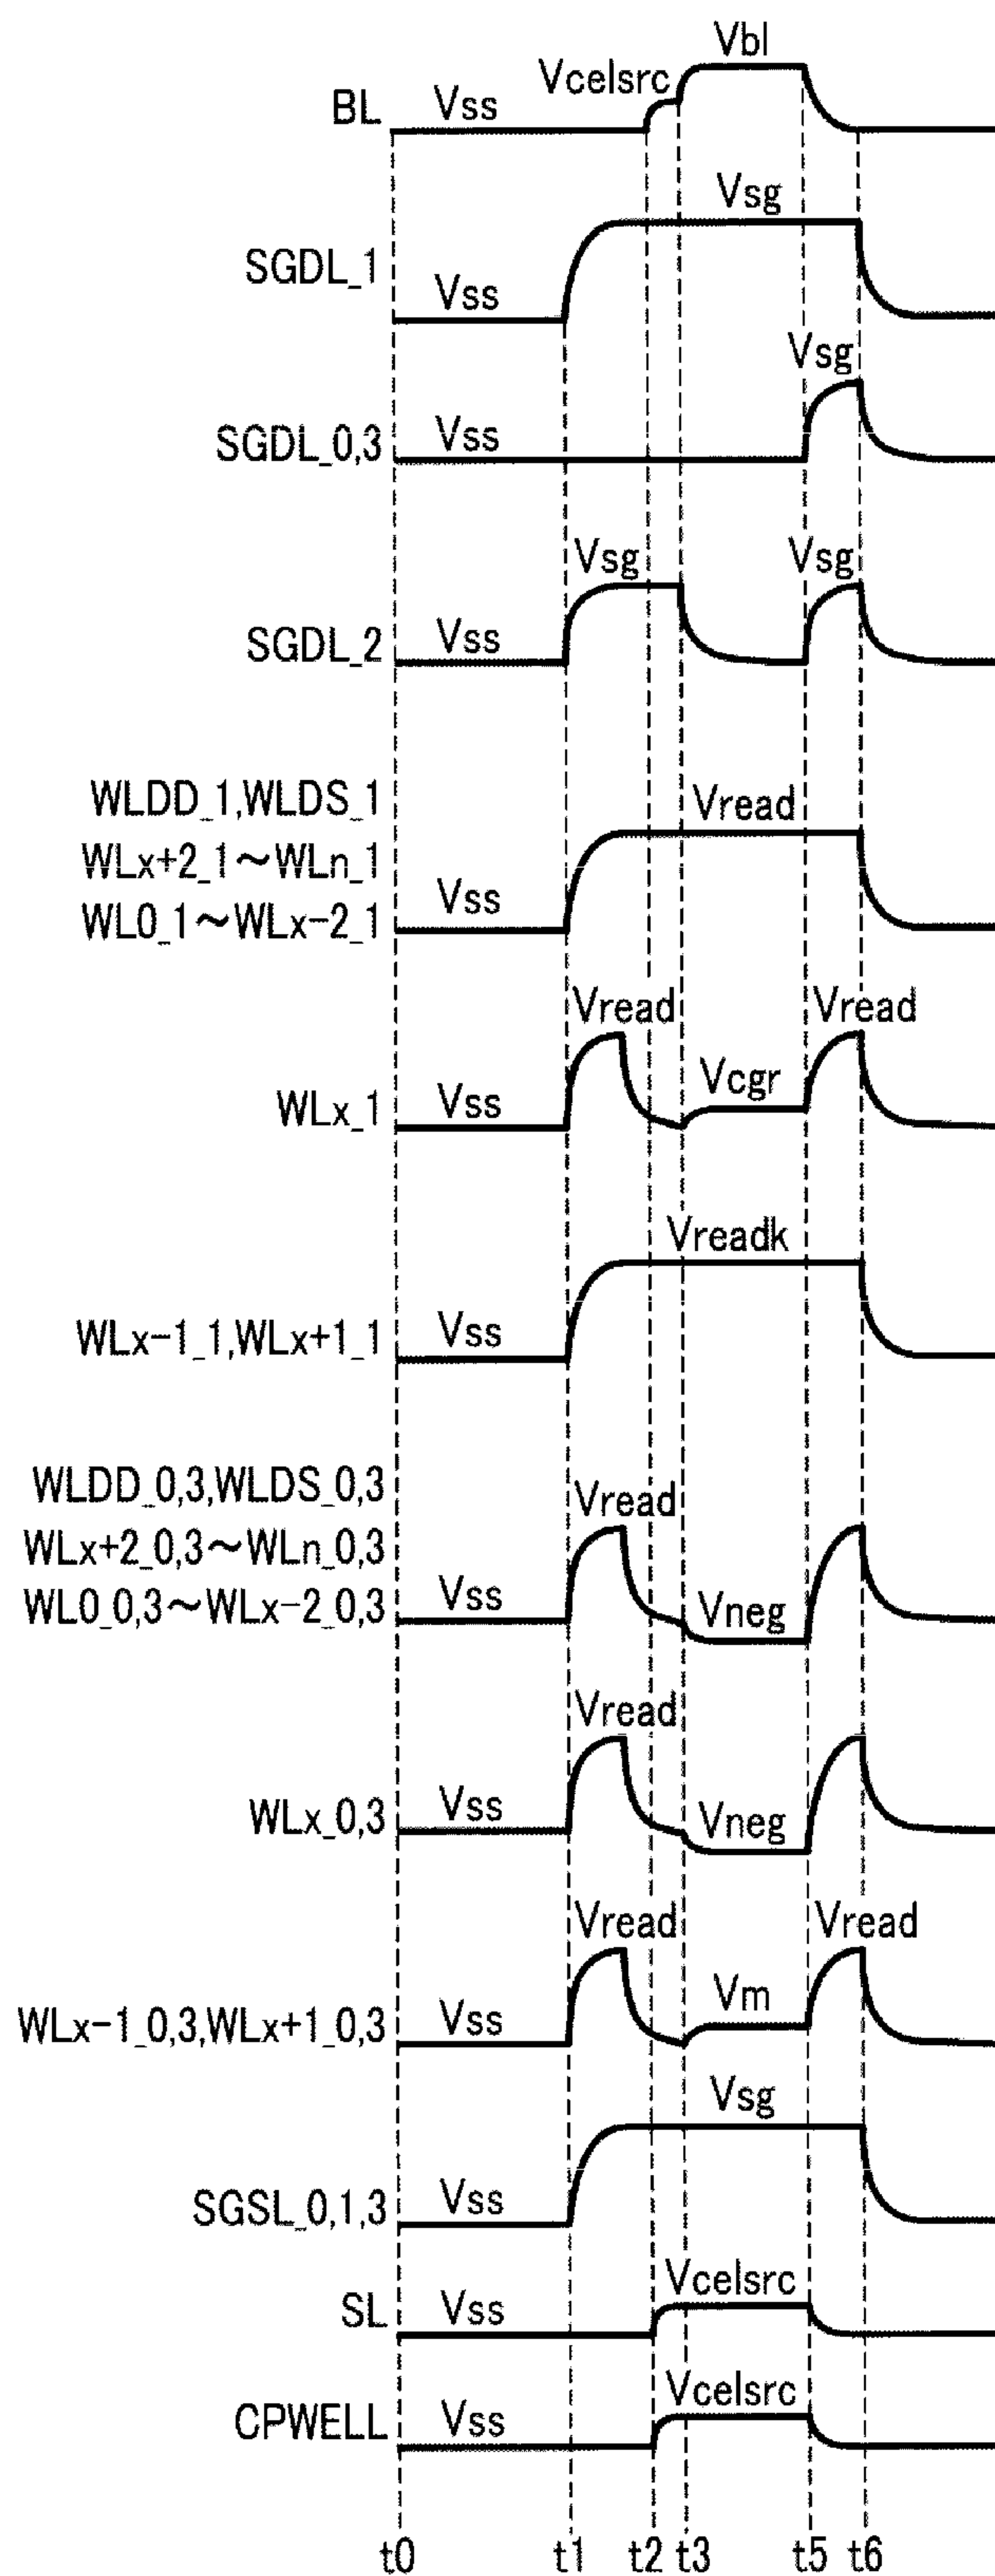 Vbl
Vcelsrc
BL Vss
Vsg
SGDL_1
Vss
Vsg
SGDL_0,3 Vss
Vsg Vsg
SGDL_2 Vss
WLDD_1,WLDS_1 Vread
WLx+2_1～WLn_1
WL0_1～WLx-2_1 Vss
Vread Vread
Vcgr
WLx_1 Vss
Vreadk
WLx-1_1,WLx+1_1 Vss
WLDD_0,3,WLDS_0,3 Vread
WLx+2_0,3～WLn_0,3
WL0_0,3～WLx-2_0,3 Vss Vneg
Vread
WLx_0,3 Vss Vneg
Vread Vread
Vm
WLx-1_0,3,WLx+1_0,3 Vss
Vsg
SGSL_0,1,3 Vss
Vcelsrc
SL Vss
Vcelsrc
CPWELL Vss
t0 t1 t2 t3 t5 t6